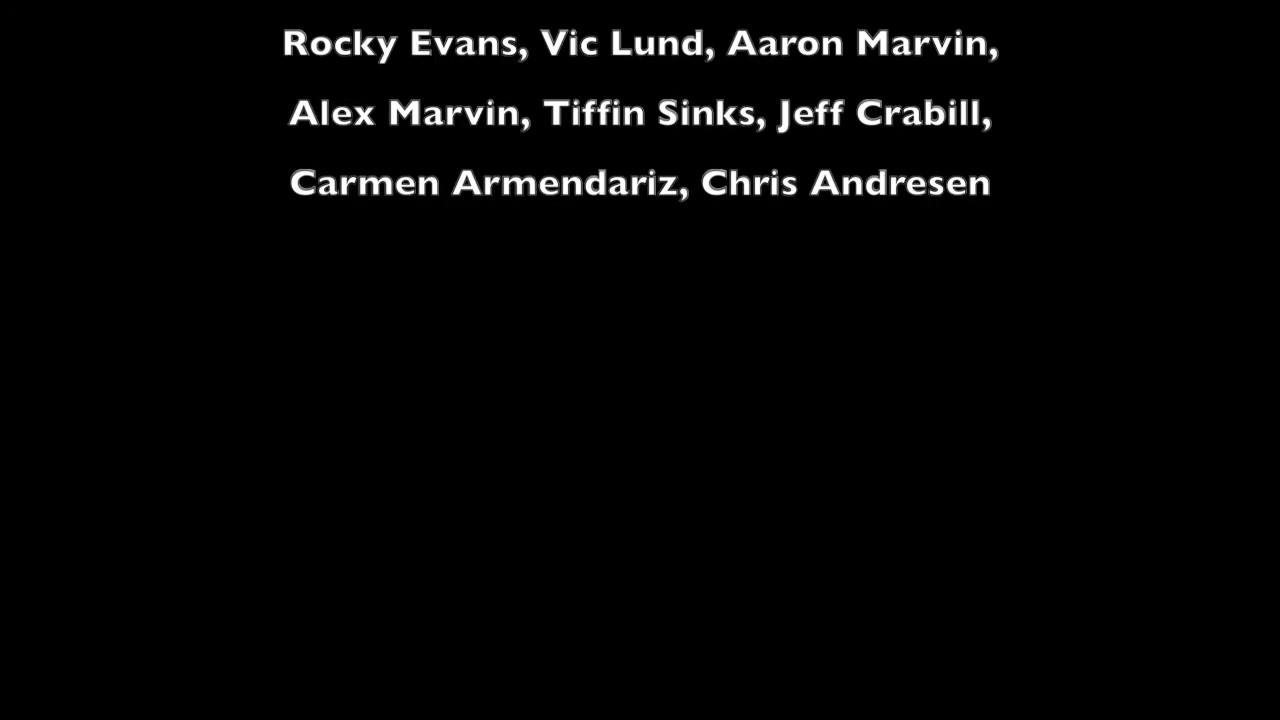 Rocky Evans, Vic Lund, Aaron Marvin,
Alex Marvin, Tiffin Sinks, Jeff Crabill,
Carmen Armendariz, Chris Andresen